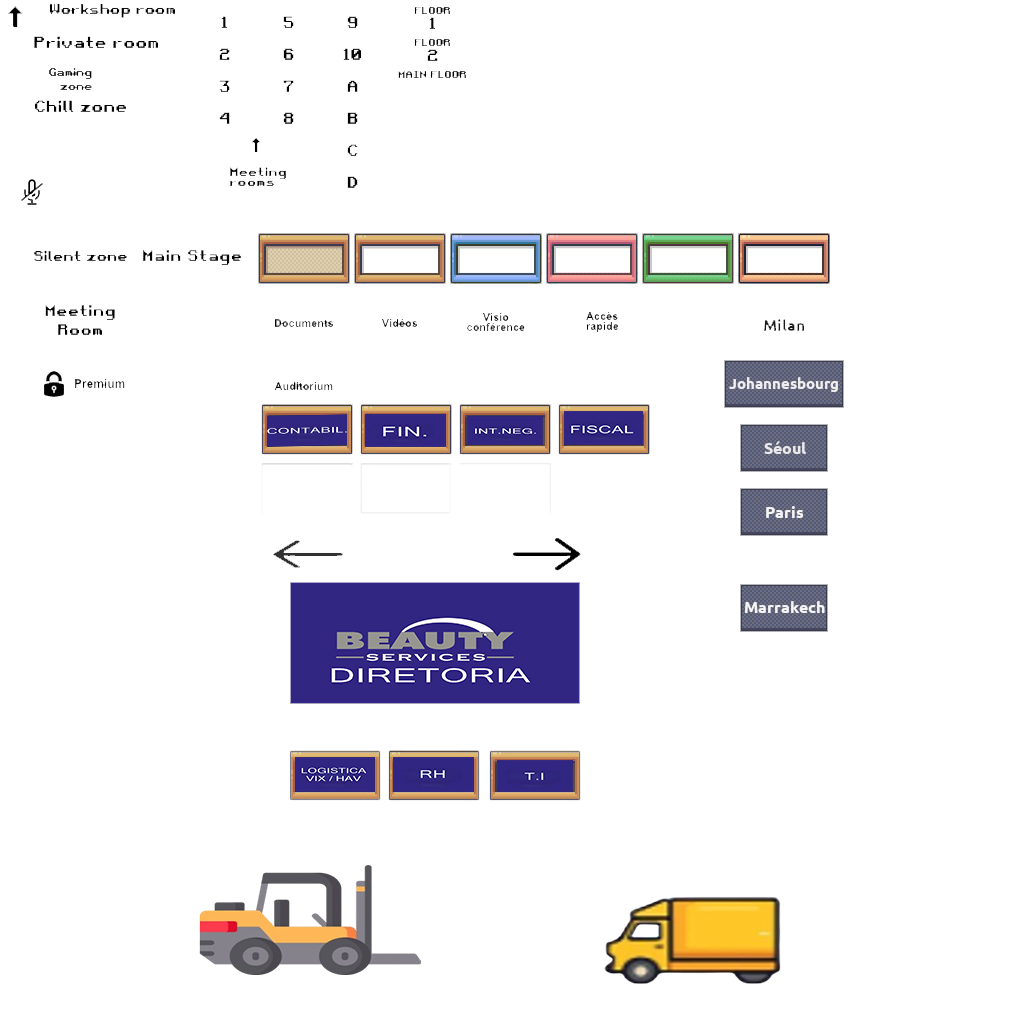 Workshop room
Private room
Gaming
zone
Chill zone
1
5
9
2
6
10
3
7
A
4
8
B
C
D
FLOOR
1
FLOOR
2
MAIN FLOOR
Meeting
rooms
Silent zone
Main Stage
Meeting
Room
Documents
Vidéos
Visio
conférence
Accès
rapide
Milan
Premium
Auditorium
Johannesbourg
CONTABIL.
FIN.
INT.NEG.
FISCAL
Séoul
Paris
Marrakech
BEAUTY
SERVICES
DIRETORIA
LOGISTICA
VIX / HAV
RH
T.I